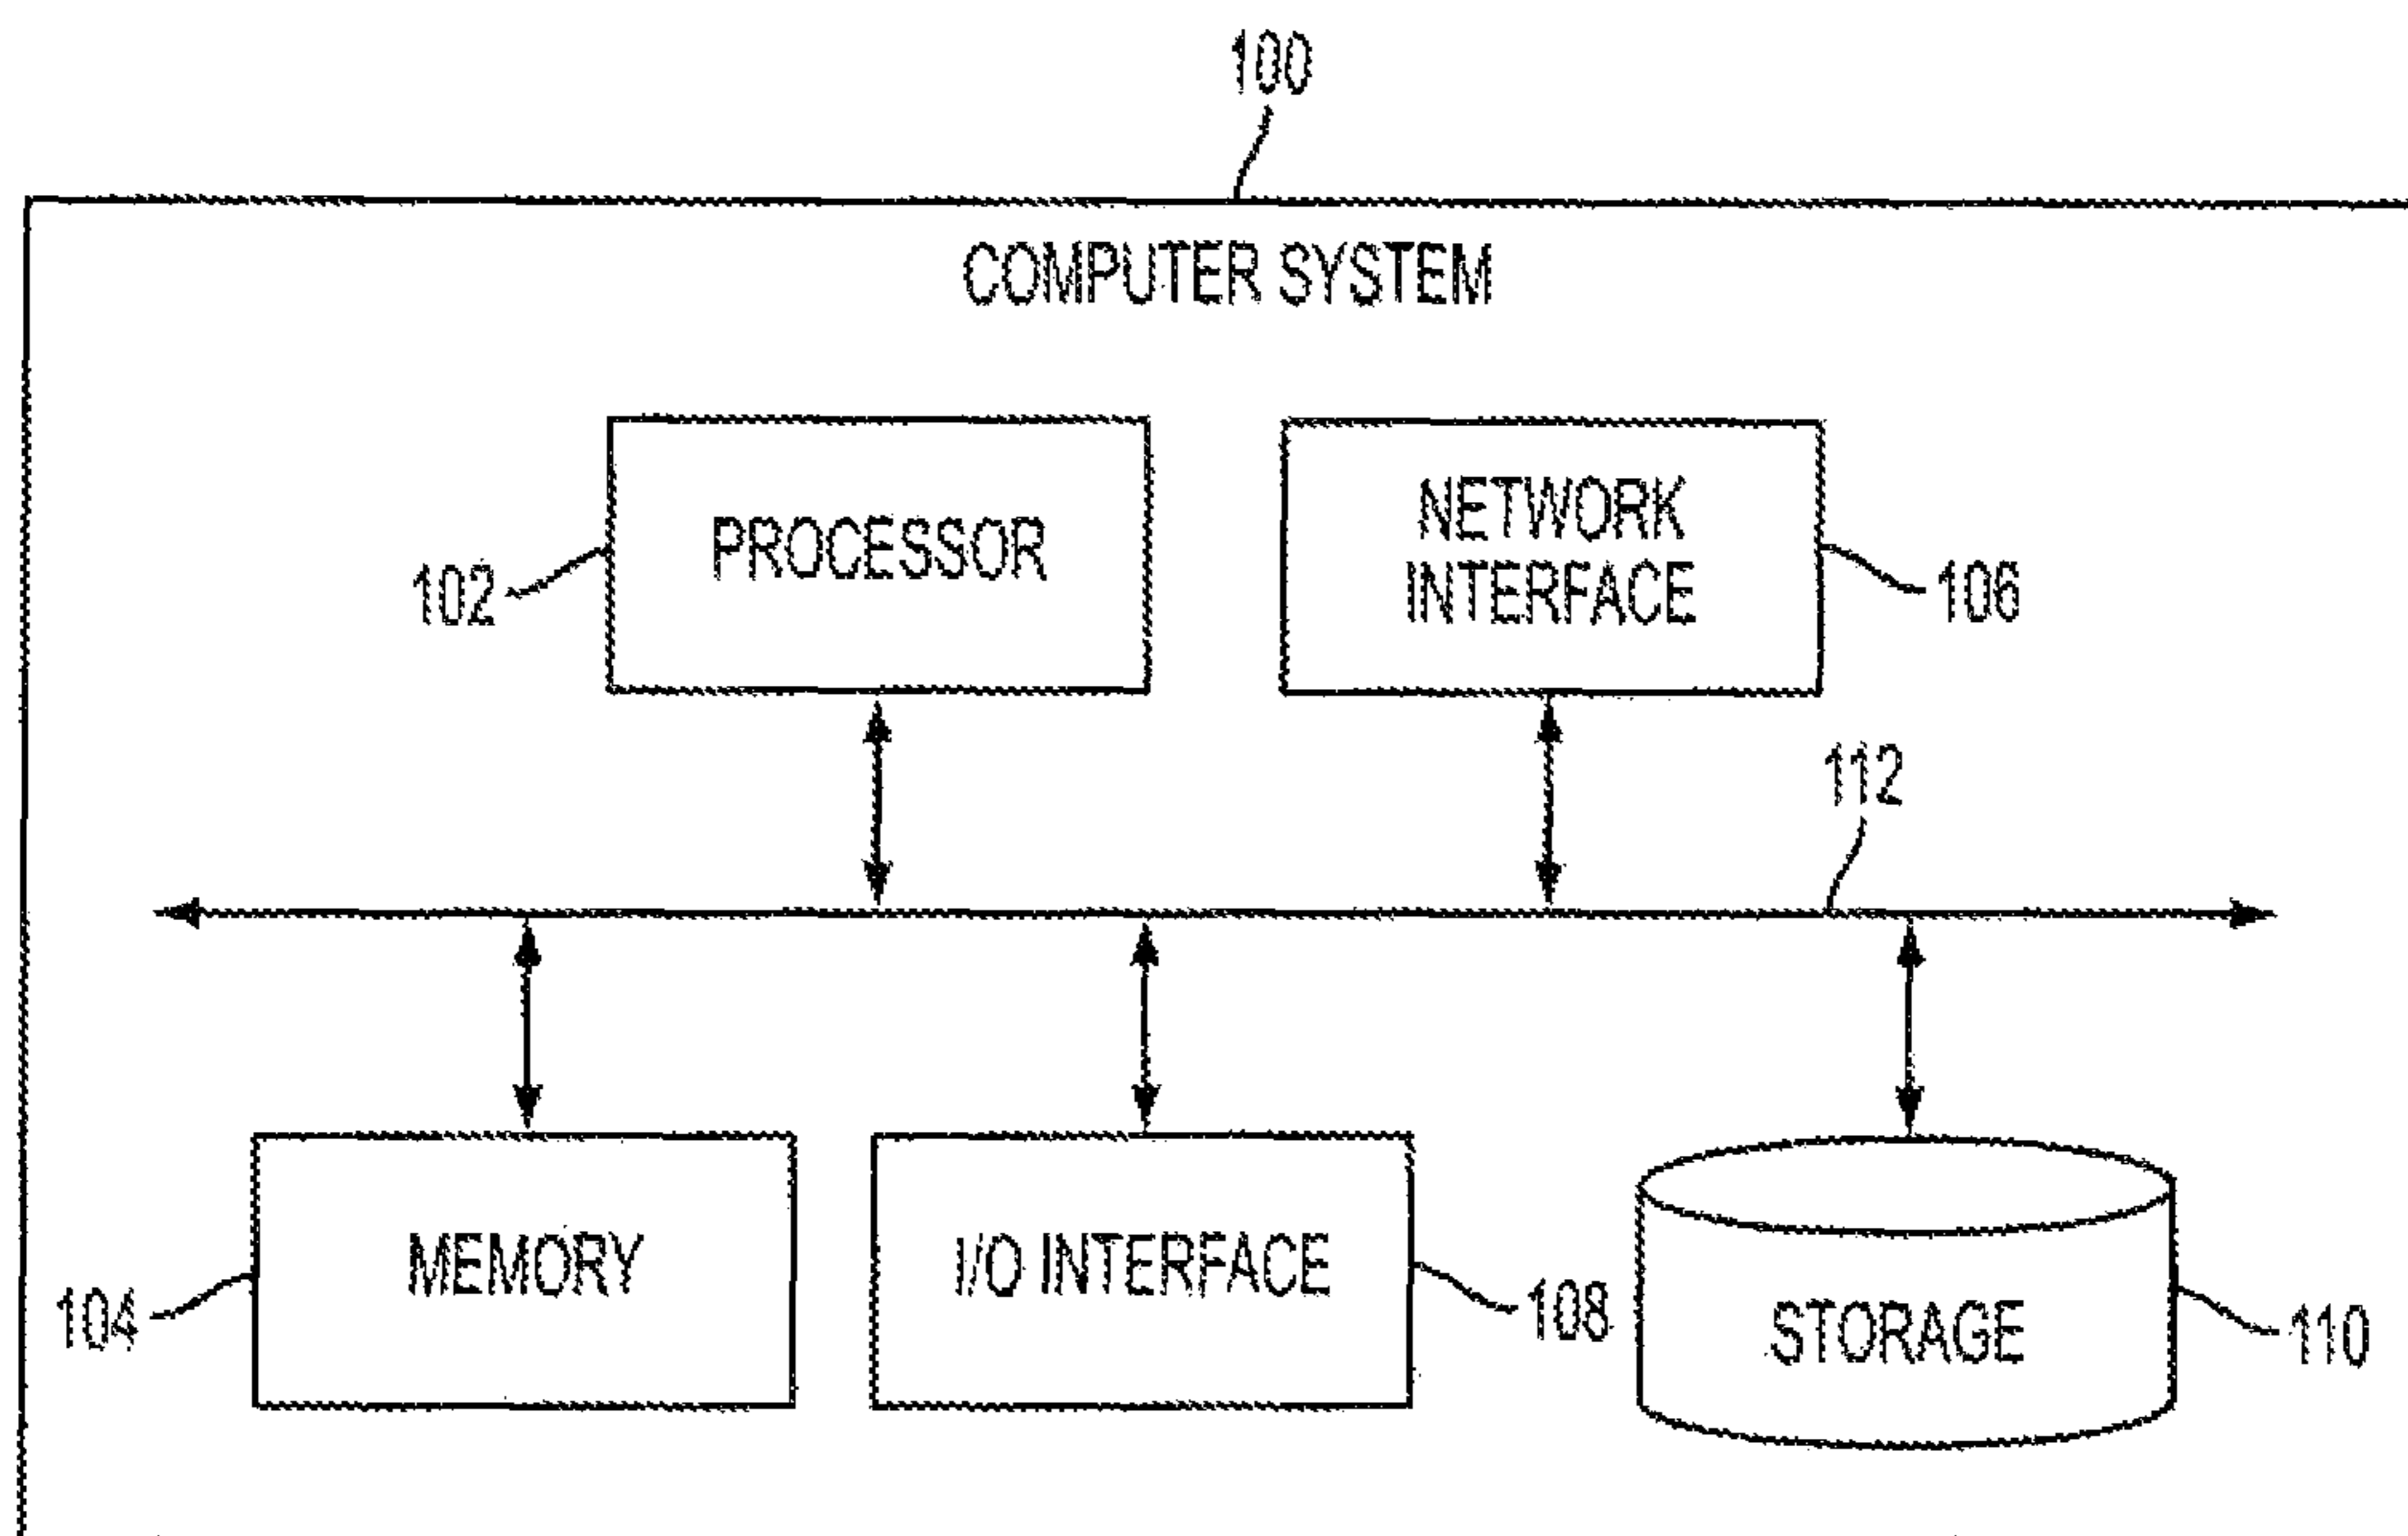 100
COMPUTER SYSTEM
PROCESSOR
NETWORK
INTERFACE
102
106
112
MEMORY
I/O INTERFACE
STORAGE
104
108
110